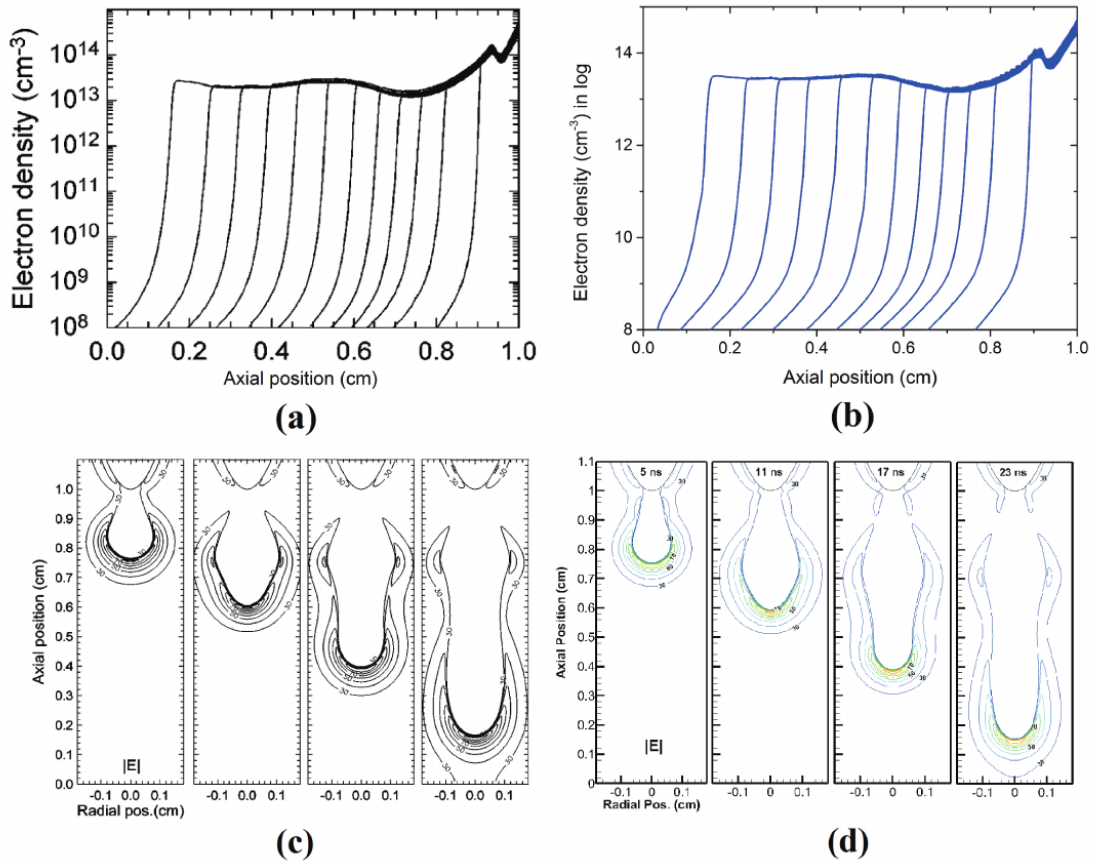 Electron density (cm-3)
10^14
10^13
10^12
10^11
10^10
10^9
10^8
0.0 0.2 0.4 0.6 0.8 1.0
Axial position (cm)
(a)
Electron density (cm-3) in log
14
12
10
8
0.0 0.2 0.4 0.6 0.8 1.0
Axial position (cm)
(b)
Axial position (cm)
1.0
0.9
0.8
0.7
0.6
0.5
0.4
0.3
0.2
0.1
0.0
30 30 30
|E|
-0.1 0.0 0.1 -0.1 0.0 0.1 -0.1 0.0 0.1 -0.1 0.0 0.1
Radial pos.(cm)
(c)
Axial Position (cm)
1.1
1
0.9
0.8
0.7
0.6
0.5
0.4
0.3
0.2
0.1
0
5 ns 11 ns 17 ns 23 ns
30 30 30
|E|
-0.1 0 0.1 -0.1 0 0.1 -0.1 0 0.1 -0.1 0 0.1
Radial Pos. (cm)
(d)